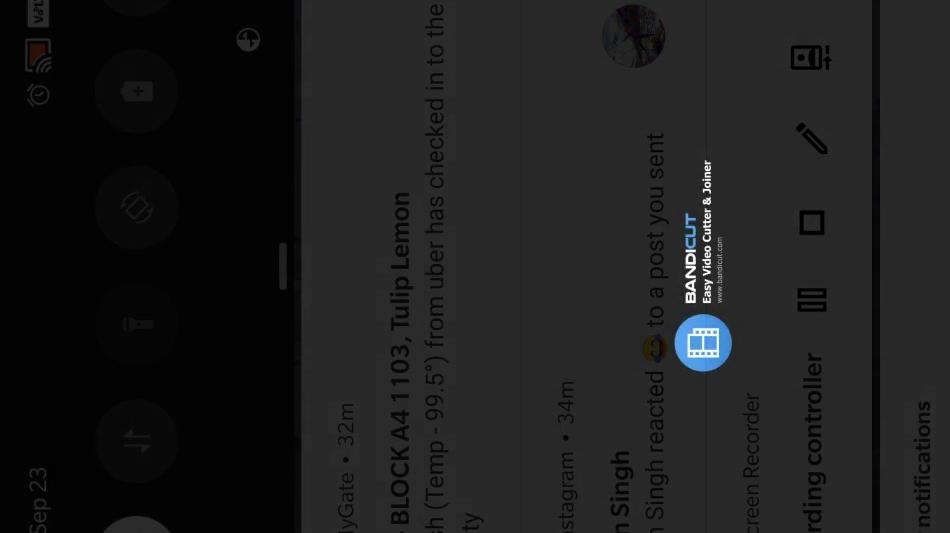 VoLT
Sep 23
yGate • 32m
BLOCK A4 1103, Tulip Lemon
h (Temp - 99.5°) from uber has checked in to the
ty
stagram • 34m
n Singh
n Singh reacted 😍 to a post you sent
creen Recorder
rding controller
notifications
BANDICUT
Easy Video Cutter & Joiner
www.bandicut.com